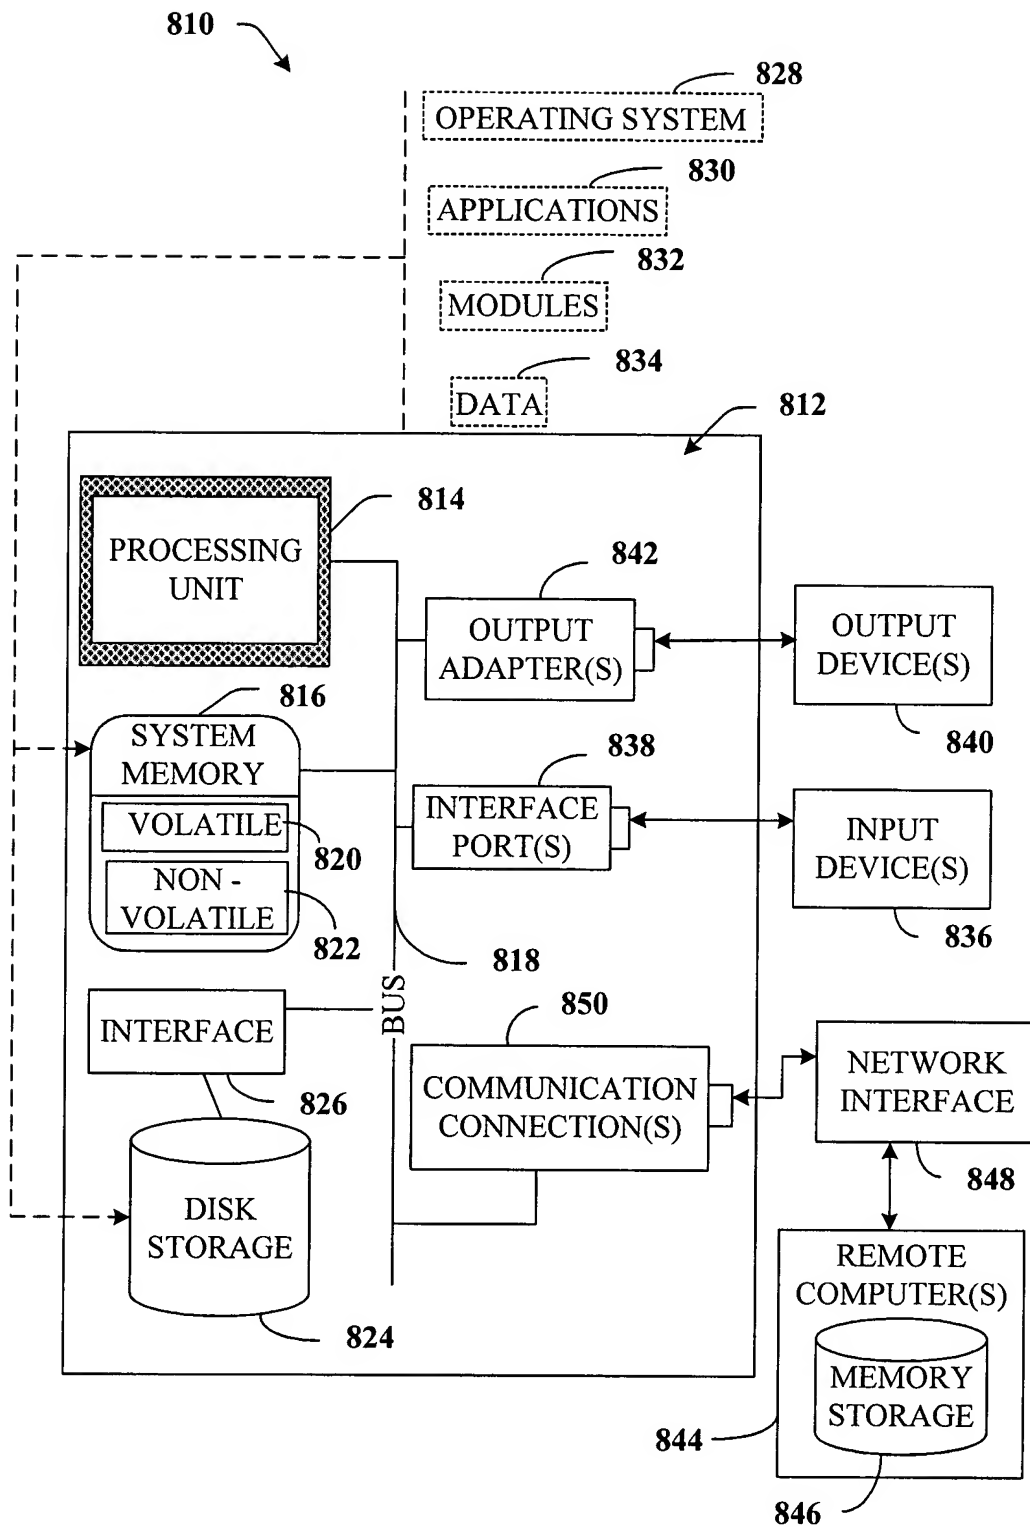 810
828
OPERATING SYSTEM
830
APPLICATIONS
832
MODULES
834
DATA
812
PROCESSING
UNIT
814
842
OUTPUT
ADAPTER(S)
OUTPUT
DEVICE(S)
840
816
SYSTEM
MEMORY
VOLATILE
820
NON -
VOLATILE
822
838
INTERFACE
PORT(S)
INPUT
DEVICE(S)
836
818
BUS
INTERFACE
826
850
COMMUNICATION
CONNECTION(S)
NETWORK
INTERFACE
848
DISK
STORAGE
824
REMOTE
COMPUTER(S)
MEMORY
STORAGE
844
846